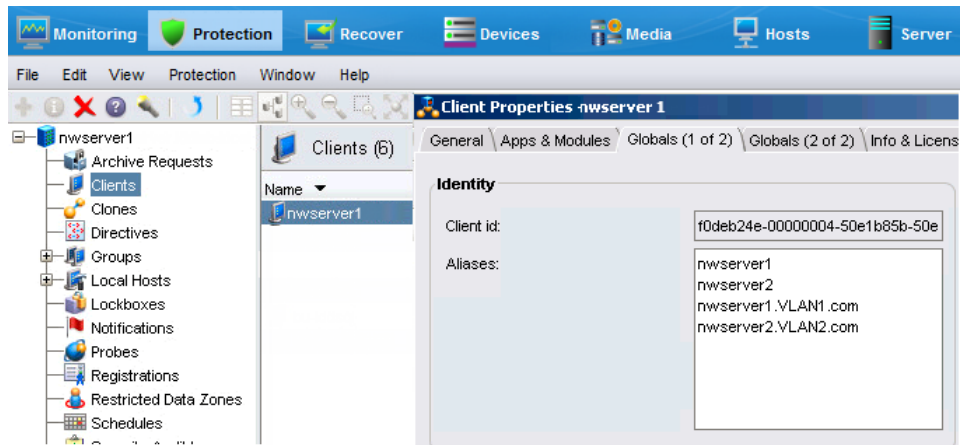 Monitoring Protection Recover Devices Media Hosts Server
File Edit View Protection Window Help
Client Properties nwserver 1
nwserver1
Archive Requests
Clients
Clones
Directives
Groups
Local Hosts
Lockboxes
Notifications
Probes
Registrations
Restricted Data Zones
Schedules
Clients (6)
Name
nwserver1
General Apps & Modules Globals (1 of 2) Globals (2 of 2) Info & Licens
Identity
Client id: f0deb24e-00000004-50e1b85b-50e
Aliases:
nwserver1
nwserver2
nwserver1.VLAN1.com
nwserver2.VLAN2.com